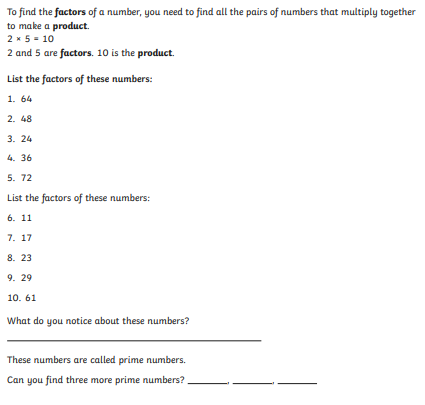 To find the factors of a number, you need to find all the pairs of numbers that multiply together
to make a product.
2 × 5 = 10
2 and 5 are factors. 10 is the product.
List the factors of these numbers:
1. 64
2. 48
3. 24
4. 36
5. 72
List the factors of these numbers:
6. 11
7. 17
8. 23
9. 29
10. 61
What do you notice about these numbers?
These numbers are called prime numbers.
Can you find three more prime numbers? ________, ________, ________